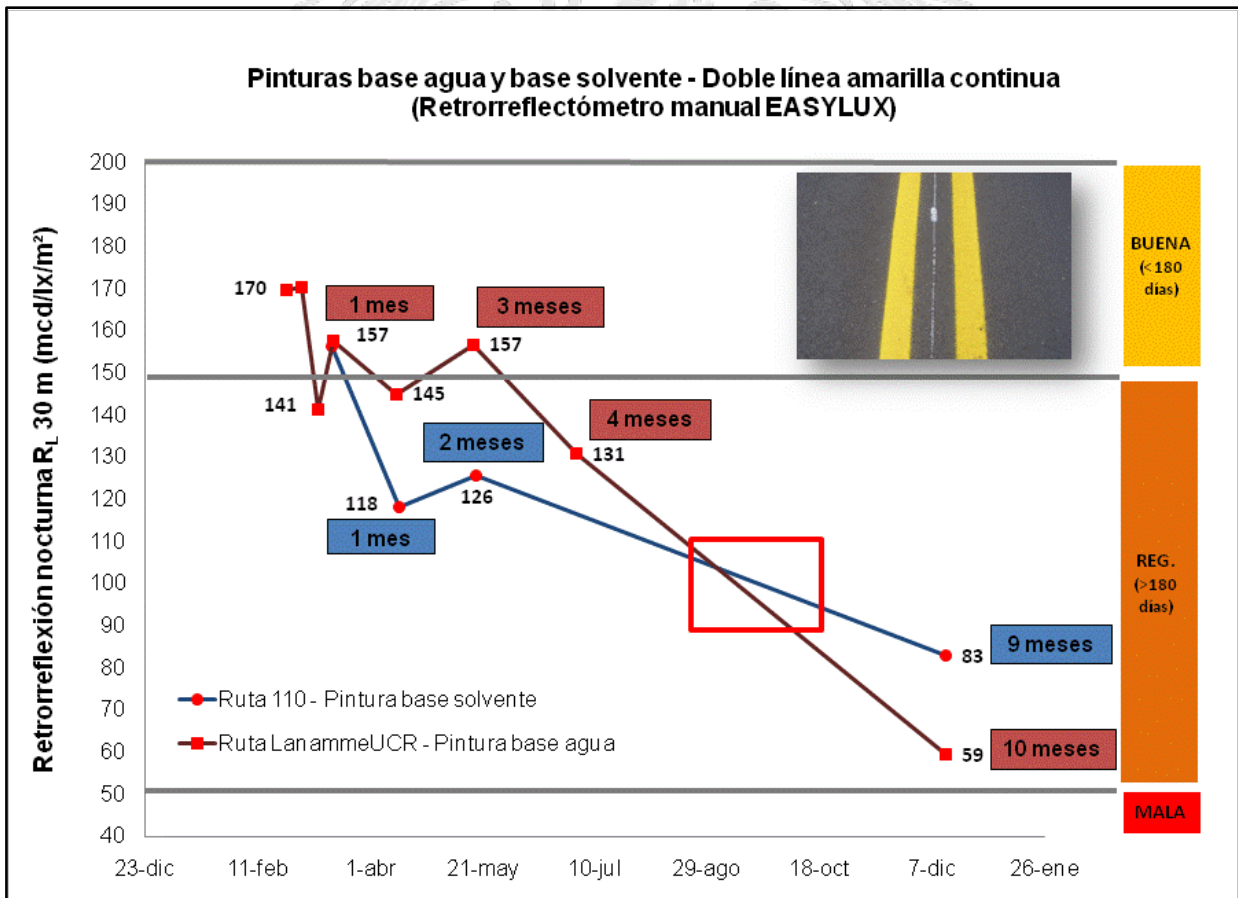 Pinturas base agua y base solvente - Doble línea amarilla continua
(Retrorreflectómetro manual EASYLUX)
Retrorreflexión nocturna RL 30 m (mcd/lx/m²)
200
190
180
170
160
150
140
130
120
110
100
90
80
70
60
50
40
170
141
1 mes
157
145
3 meses
157
4 meses
131
2 meses
126
118
1 mes
83
9 meses
59
10 meses
Ruta 110 - Pintura base solvente
Ruta LanammeUCR - Pintura base agua
BUENA
(<180
días)
REG.
(>180
días)
MALA
23-dic
11-feb
1-abr
21-may
10-jul
29-ago
18-oct
7-dic
26-ene